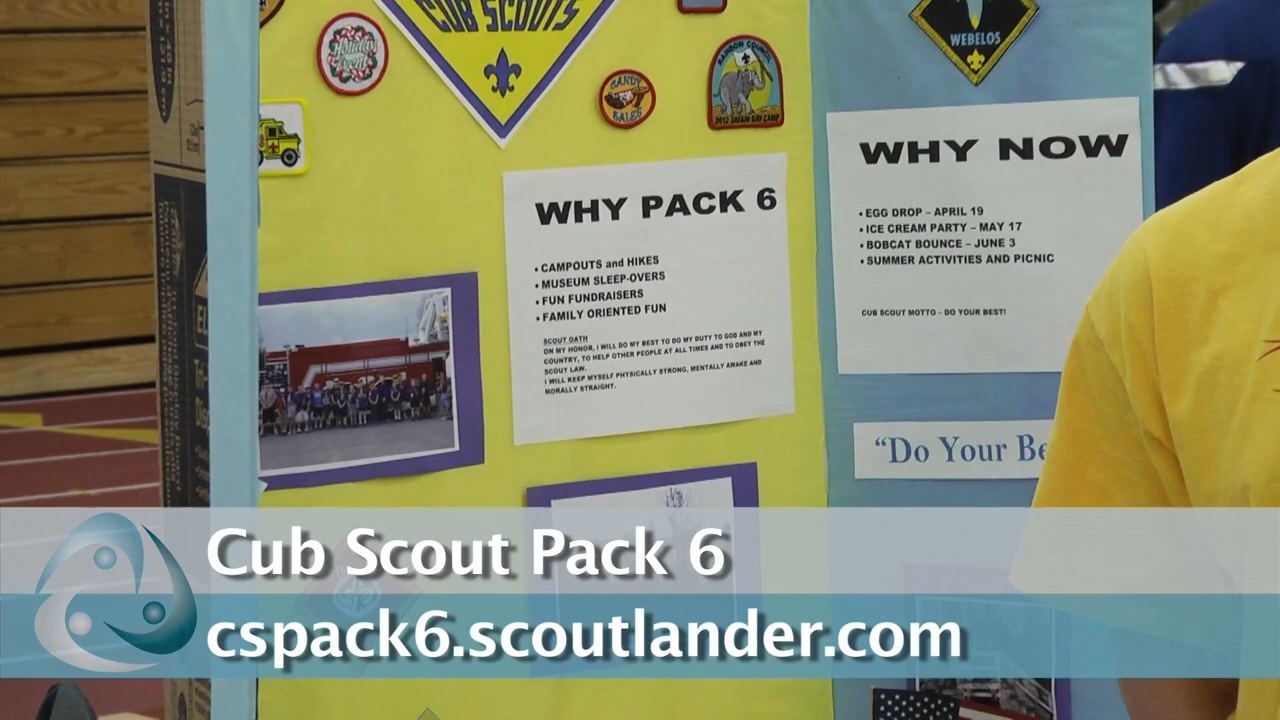 CUB SCOUTS
Holiday
Event
CANDY
SALES
RAINBOW COUNCIL
2012 SAFARI DAY CAMP
WEBELOS
WHY PACK 6
• CAMPOUTS and HIKES
• MUSEUM SLEEP-OVERS
• FUN FUNDRAISERS
• FAMILY ORIENTED FUN
SCOUT OATH
ON MY HONOR, I WILL DO MY BEST TO DO MY DUTY TO GOD AND MY
COUNTRY, TO HELP OTHER PEOPLE AT ALL TIMES AND TO OBEY THE
SCOUT LAW.
I WILL KEEP MYSELF PHYSICALLY STRONG, MENTALLY AWAKE AND
MORALLY STRAIGHT.
WHY NOW
• EGG DROP – APRIL 19
• ICE CREAM PARTY – MAY 17
• BOBCAT BOUNCE – JUNE 3
• SUMMER ACTIVITIES AND PICNIC
CUB SCOUT MOTTO – DO YOUR BEST!
“Do Your Be
Cub Scout Pack 6
cspack6.scoutlander.com